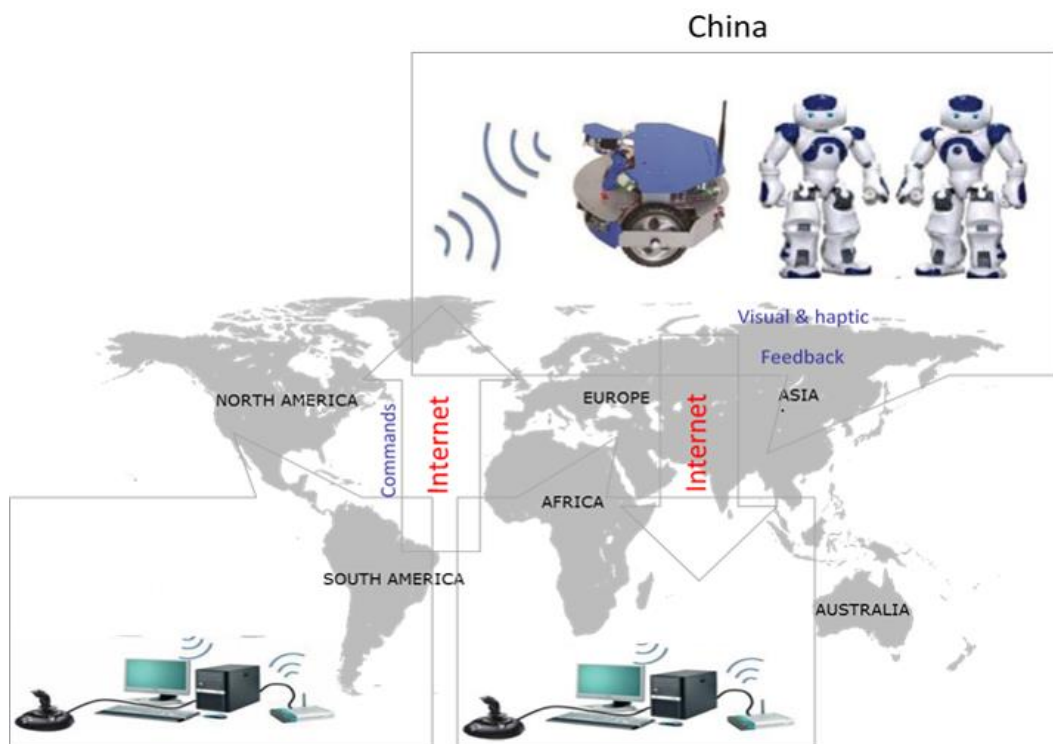 China
Visual & haptic
Feedback
NORTH AMERICA
EUROPE
ASIA
Commands
Internet
Internet
AFRICA
SOUTH AMERICA
AUSTRALIA